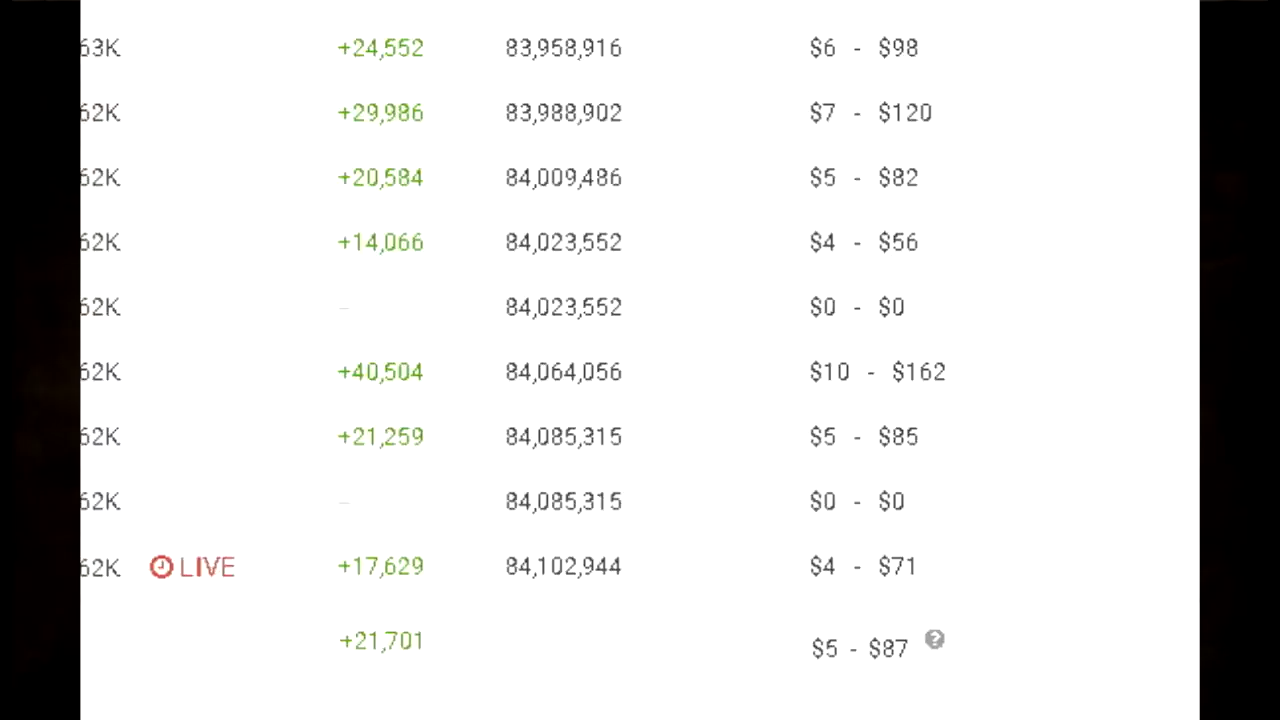 63K +24,552 83,958,916 $6 - $98
62K +29,986 83,988,902 $7 - $120
62K +20,584 84,009,486 $5 - $82
62K +14,066 84,023,552 $4 - $56
62K – 84,023,552 $0 - $0
62K +40,504 84,064,056 $10 - $162
62K +21,259 84,085,315 $5 - $85
62K – 84,085,315 $0 - $0
62K LIVE +17,629 84,102,944 $4 - $71
+21,701 $5 - $87 ?